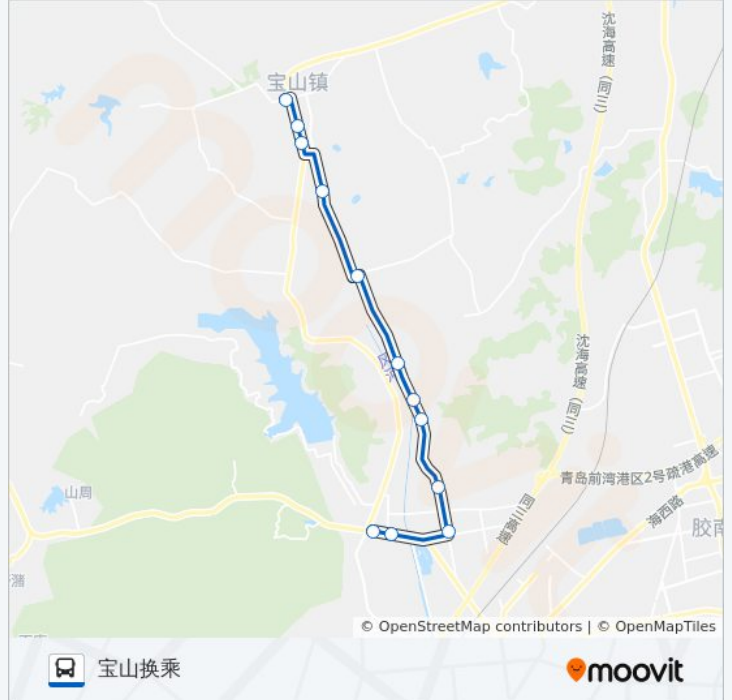 沈海高速（同三）
宝山镇
沈海高速（同三）
青岛前湾港区2号疏港高速
山周
同三高速
海西路
胶南
© OpenStreetMap contributors | © OpenMapTiles
宝山换乘
moovit